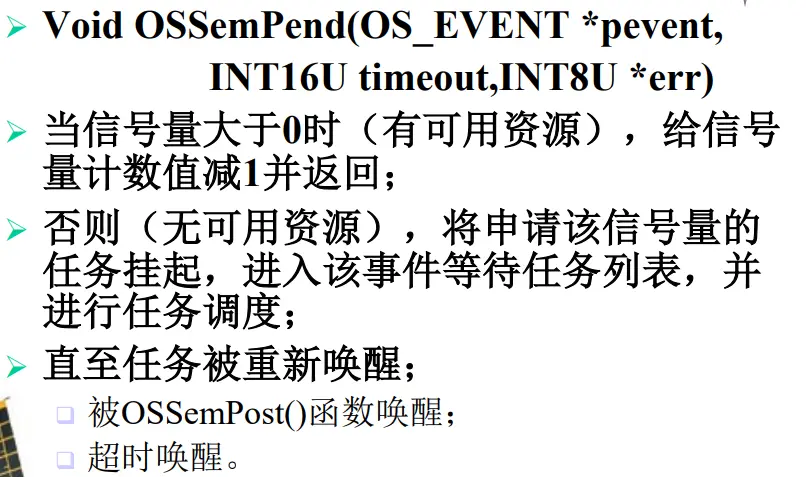 Void OSSemPend(OS_EVENT *pevent,
INT16U timeout,INT8U *err)
当信号量大于0时（有可用资源），给信号
量计数值减1并返回；
否则（无可用资源），将申请该信号量的
任务挂起，进入该事件等待任务列表，并
进行任务调度；
直至任务被重新唤醒；
被OSSemPost()函数唤醒；
超时唤醒。